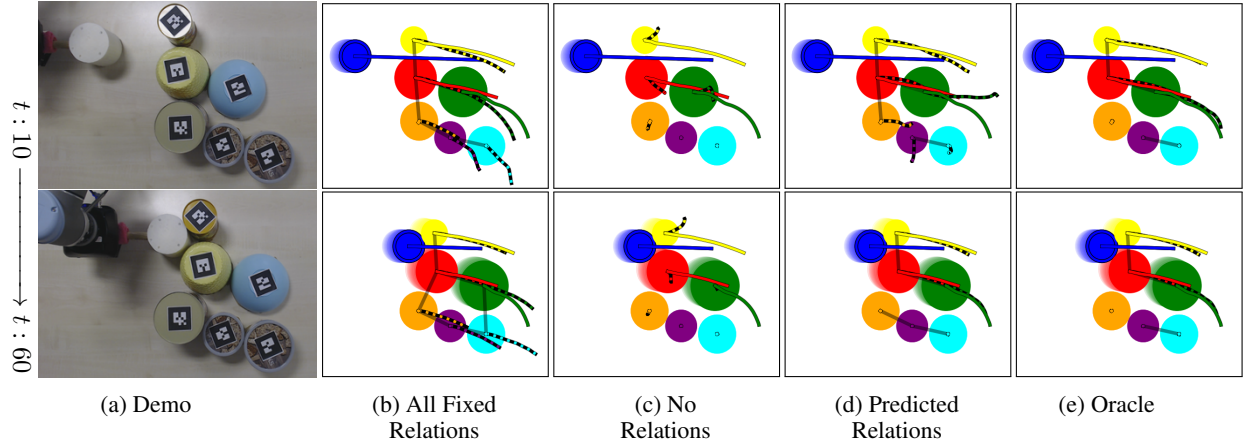 t : 10 → t : 60
(a) Demo
(b) All Fixed
Relations
(c) No
Relations
(d) Predicted
Relations
(e) Oracle